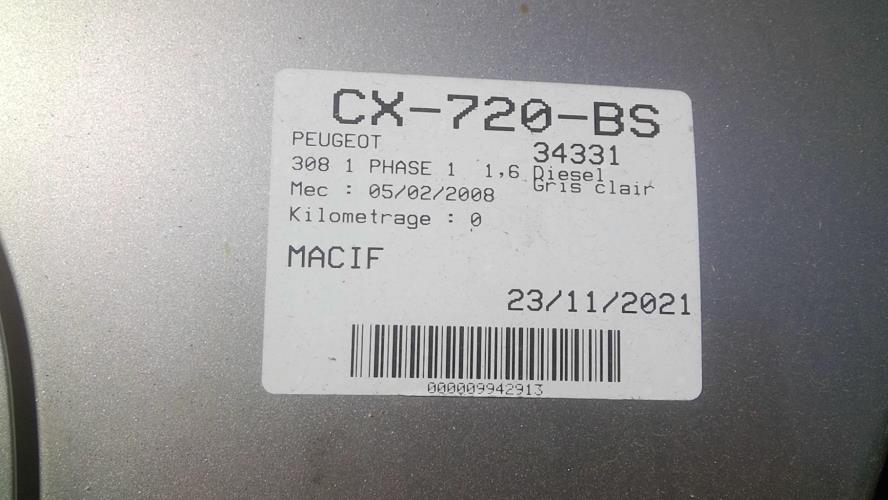 CX-720-BS
PEUGEOT 34331
308 1 PHASE 1 1,6 Diesel
Mec : 05/02/2008 Gris clair
Kilometrage : 0
MACIF
23/11/2021
000009942913